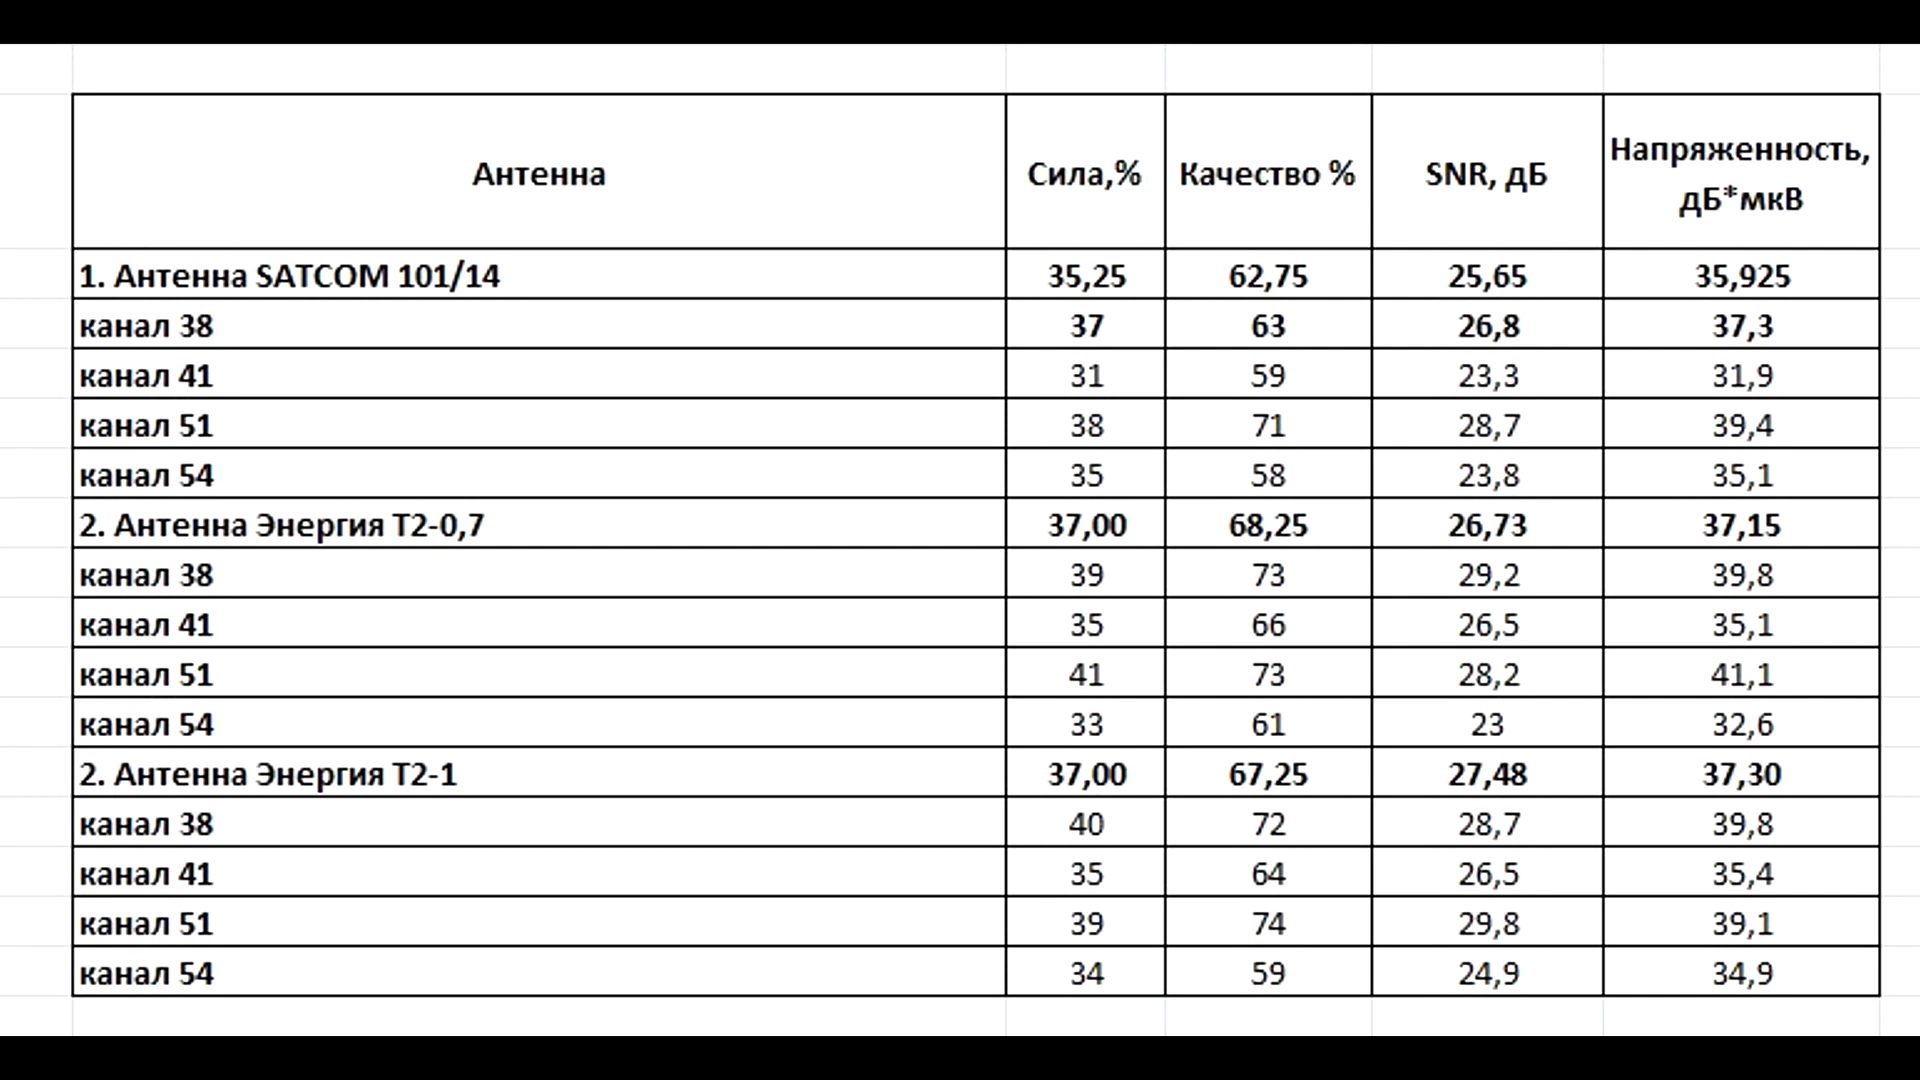 Антенна Сила,% Качество % SNR, дБ Напряженность, дБ*мкВ
1. Антенна SATCOM 101/14 35,25 62,75 25,65 35,925
канал 38 37 63 26,8 37,3
канал 41 31 59 23,3 31,9
канал 51 38 71 28,7 39,4
канал 54 35 58 23,8 35,1
2. Антенна Энергия Т2-0,7 37,00 68,25 26,73 37,15
канал 38 39 73 29,2 39,8
канал 41 35 66 26,5 35,1
канал 51 41 73 28,2 41,1
канал 54 33 61 23 32,6
2. Антенна Энергия Т2-1 37,00 67,25 27,48 37,30
канал 38 40 72 28,7 39,8
канал 41 35 64 26,5 35,4
канал 51 39 74 29,8 39,1
канал 54 34 59 24,9 34,9